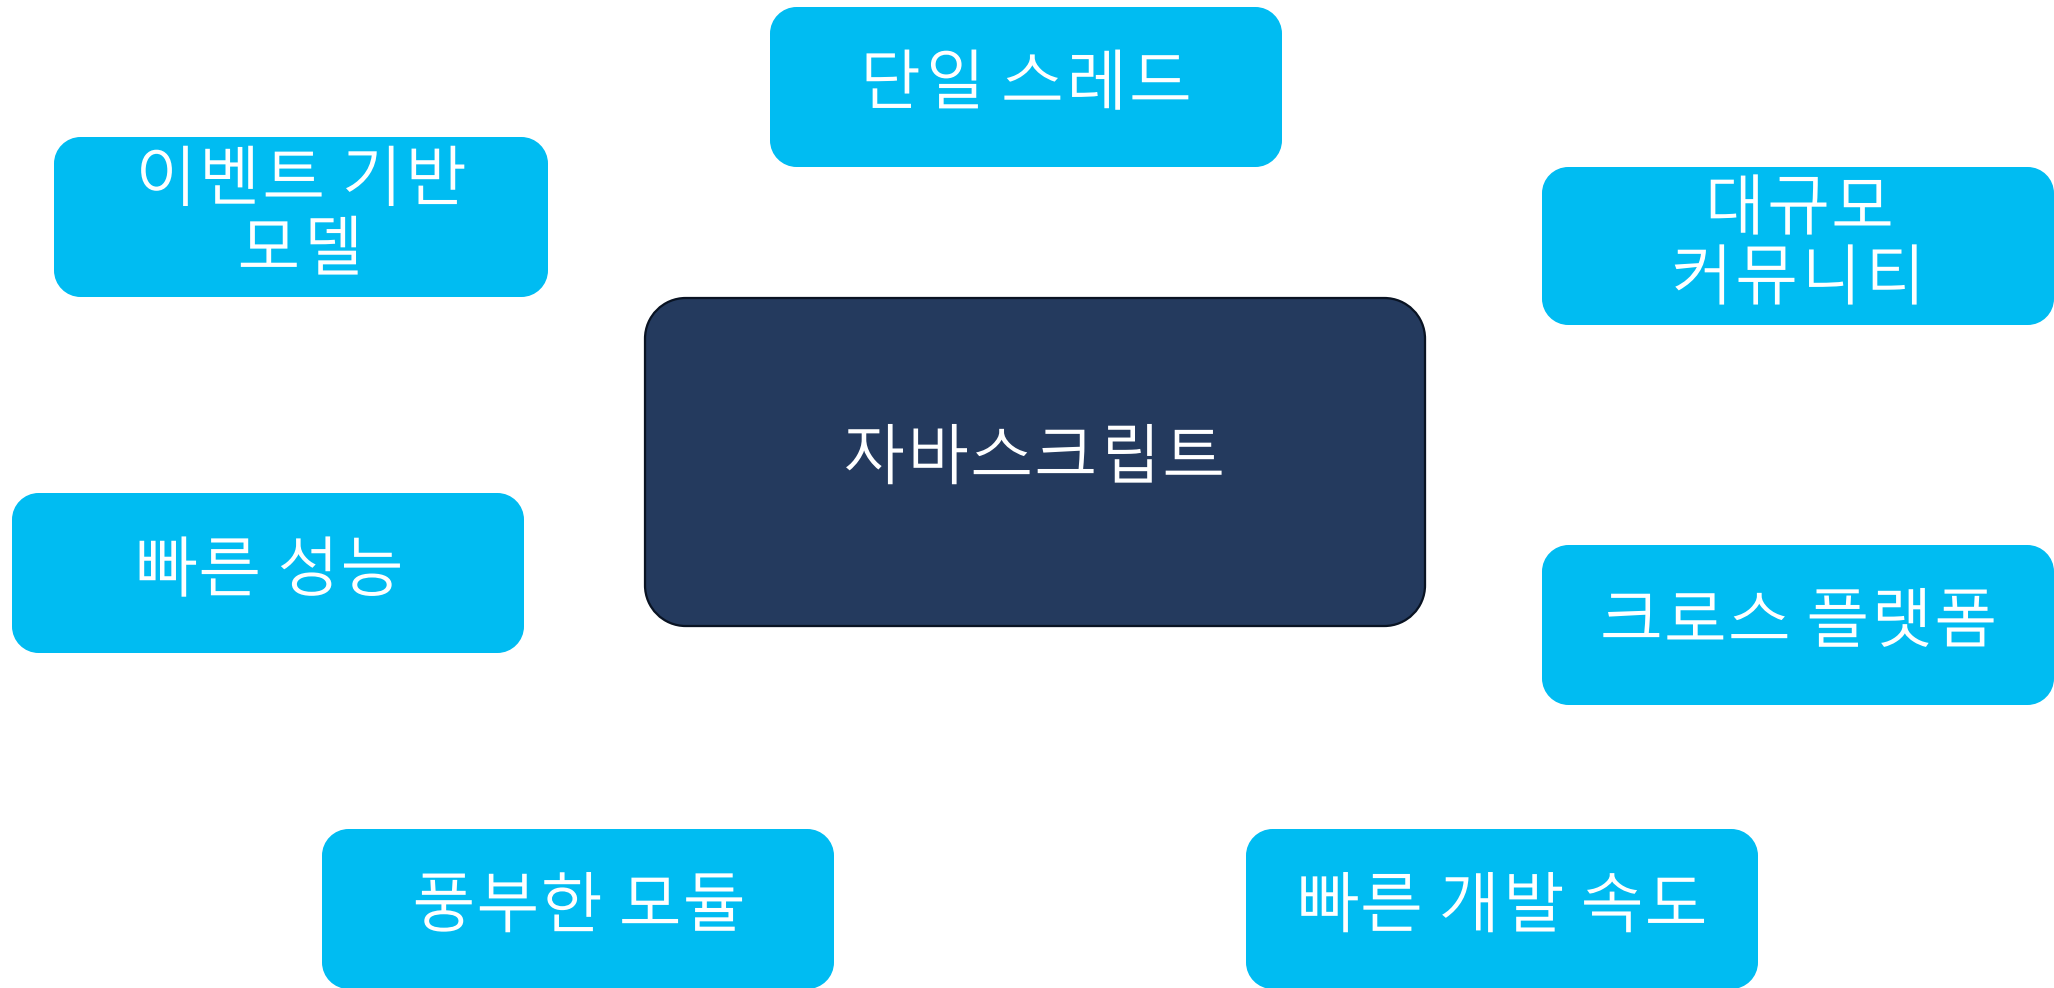 단일 스레드
이벤트 기반
모델
대규모
커뮤니티
자바스크립트
빠른 성능
크로스 플랫폼
풍부한 모듈
빠른 개발 속도